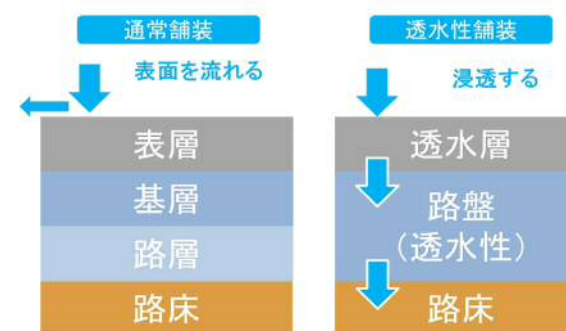 通常舗装
表面を流れる
表層
基層
路層
路床
透水性舗装
浸透する
透水層
路盤
（透水性）
路床